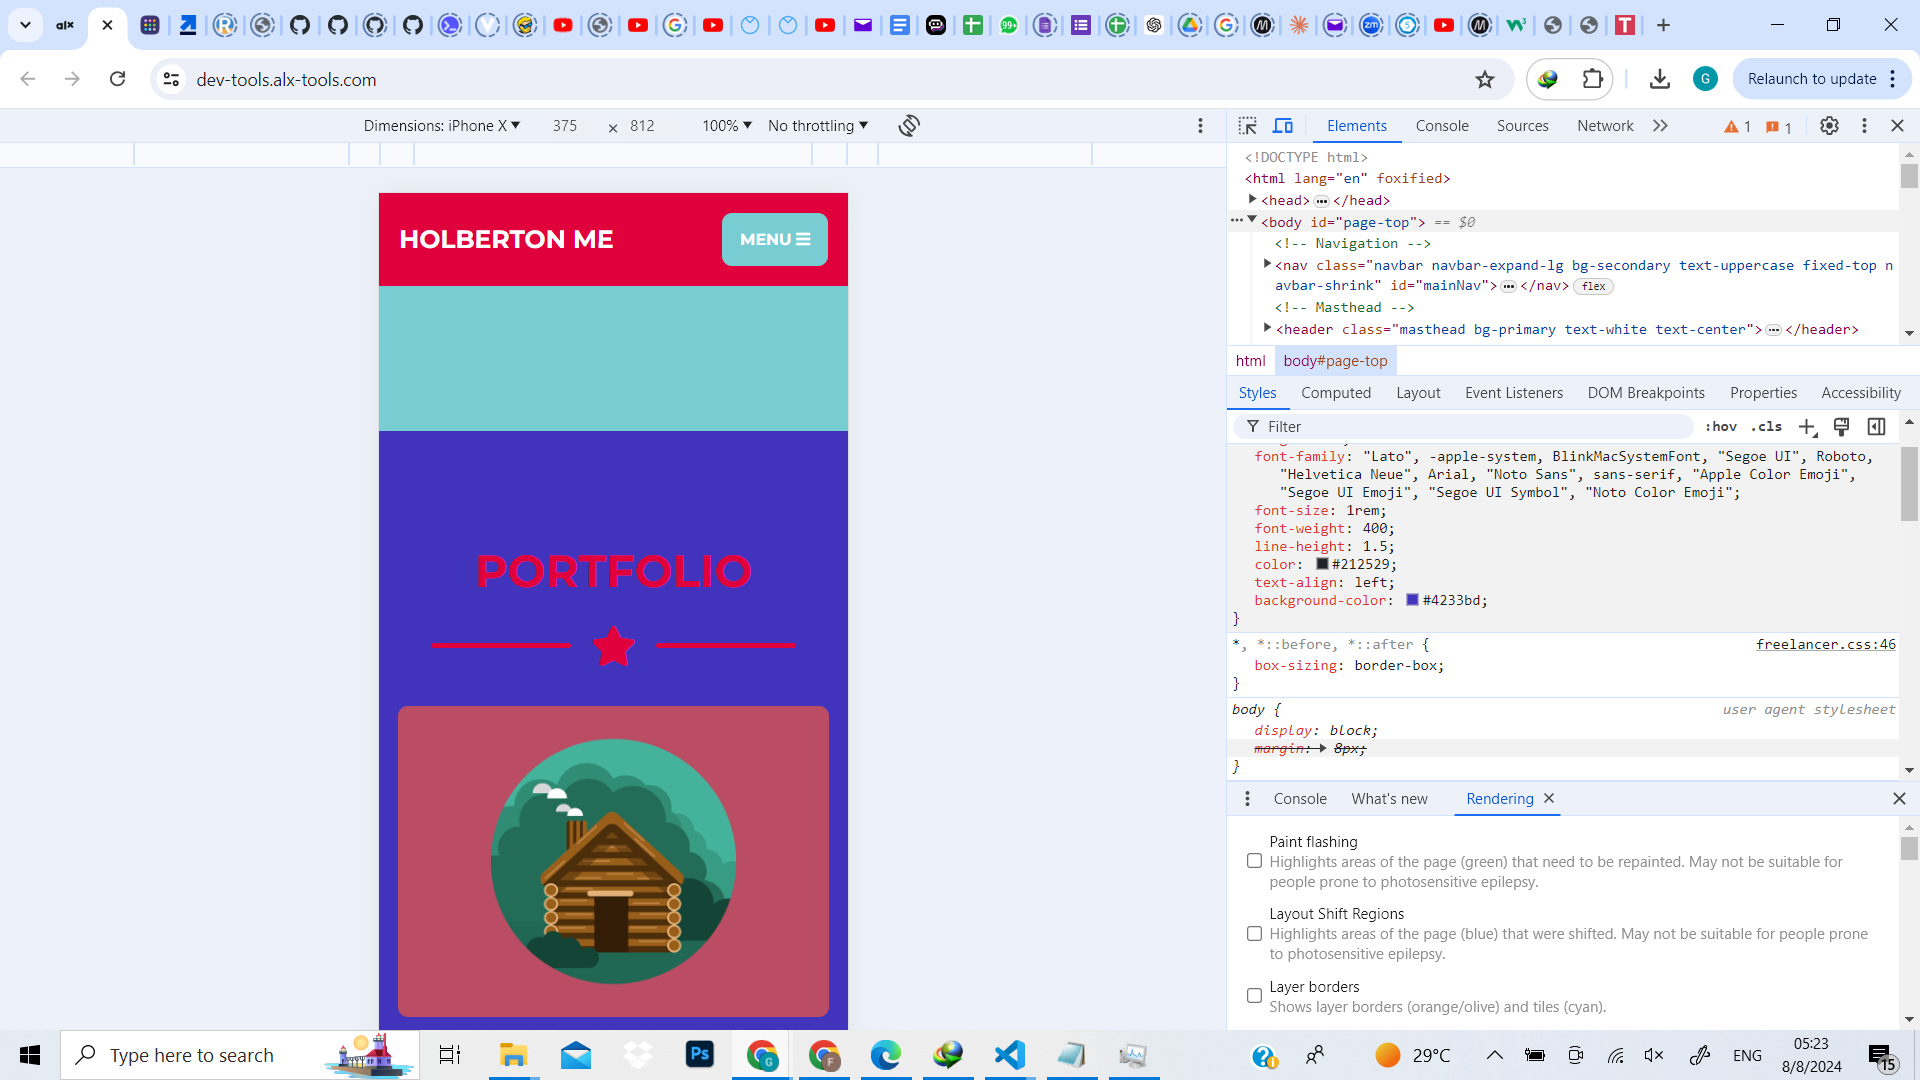 alx
99+
zm
W3
T
dev-tools.alx-tools.com
G
Relaunch to update
Dimensions: iPhone X ▼ 375 × 812 100% ▼ No throttling ▼
Elements Console Sources Network 1 1
<!DOCTYPE html>
<html lang="en" foxified>
<head> ••• </head>
••• <body id="page-top"> == $0
<!-- Navigation -->
<nav class="navbar navbar-expand-lg bg-secondary text-uppercase fixed-top n
avbar-shrink" id="mainNav"> ••• </nav> flex
<!-- Masthead -->
<header class="masthead bg-primary text-white text-center"> ••• </header>
html body#page-top
Styles Computed Layout Event Listeners DOM Breakpoints Properties Accessibility
Filter :hov .cls
font-family: "Lato", -apple-system, BlinkMacSystemFont, "Segoe UI", Roboto,
"Helvetica Neue", Arial, "Noto Sans", sans-serif, "Apple Color Emoji",
"Segoe UI Emoji", "Segoe UI Symbol", "Noto Color Emoji";
font-size: 1rem;
font-weight: 400;
line-height: 1.5;
color: #212529;
text-align: left;
background-color: #4233bd;
}
*, *::before, *::after { freelancer.css:46
box-sizing: border-box;
}
body { user agent stylesheet
display: block;
margin: 8px;
}
Console What's new Rendering
Paint flashing
Highlights areas of the page (green) that need to be repainted. May not be suitable for
people prone to photosensitive epilepsy.
Layout Shift Regions
Highlights areas of the page (blue) that were shifted. May not be suitable for people prone
to photosensitive epilepsy.
Layer borders
Shows layer borders (orange/olive) and tiles (cyan).
HOLBERTON ME
MENU
PORTFOLIO
Type here to search
Ps
G
F
29°C
ENG
05:23
8/8/2024
15